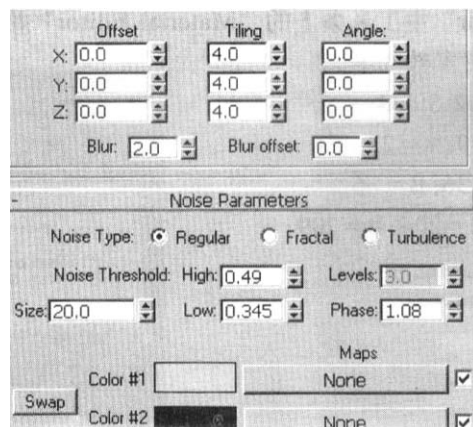 Offset Tiling Angle:
X: 0.0 4.0 0.0
Y: 0.0 4.0 0.0
Z: 0.0 4.0 0.0
Blur: 2.0 Blur offset: 0.0
- Noise Parameters
Noise Type: Regular Fractal Turbulence
Noise Threshold: High: 0.49 Levels: 3.0
Size: 20.0 Low: 0.345 Phase: 1.08
Maps
Color #1 None
Swap
Color #2 None